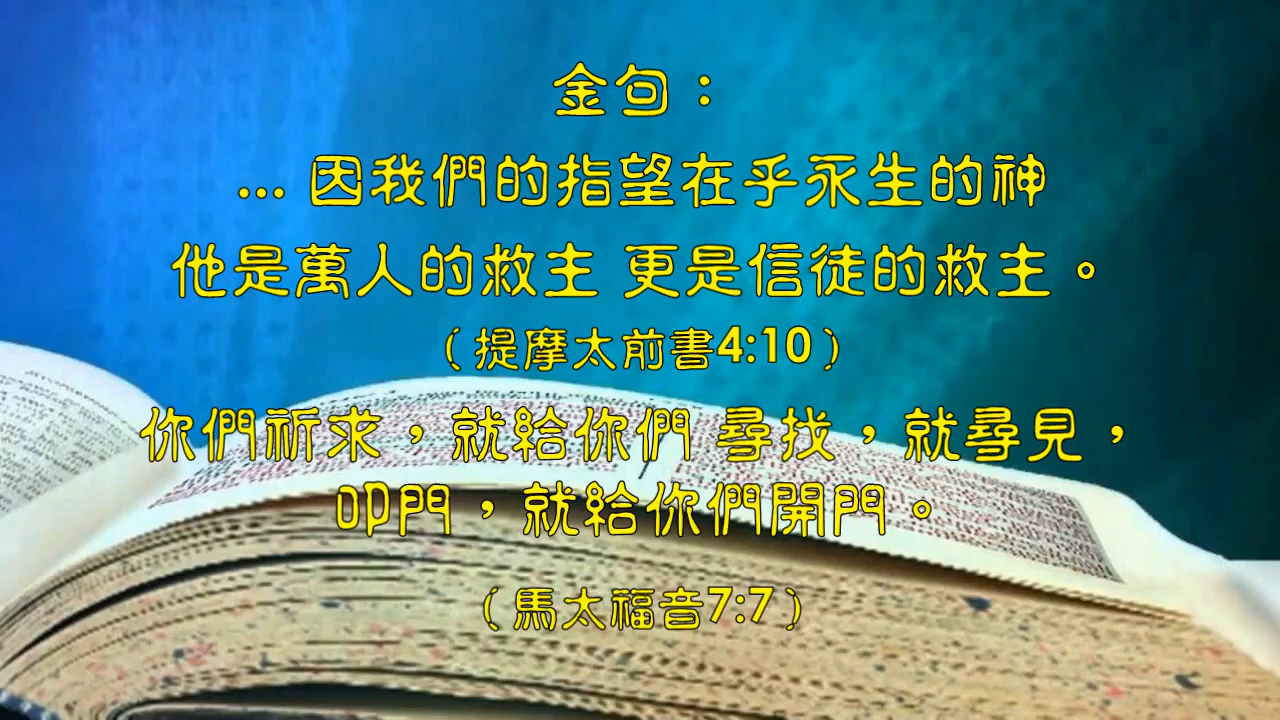 金句：
... 因我們的指望在乎永生的神
他是萬人的救主 更是信徒的救主。
（提摩太前書4:10）
你們祈求，就給你們 尋找，就尋見，
叩門，就給你們開門。
（馬太福音7:7）